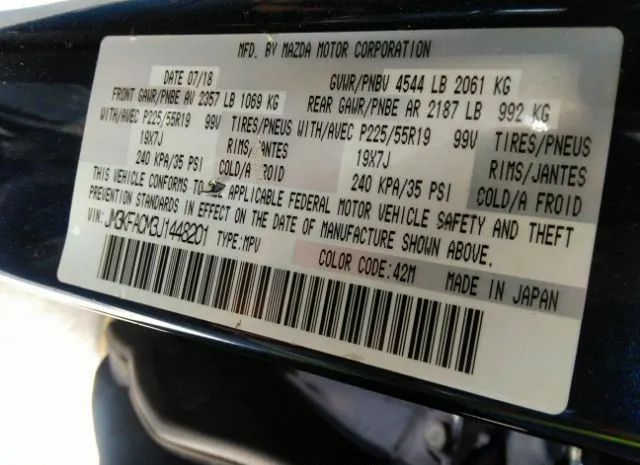 MFD. BY MAZDA MOTOR CORPORATION
DATE 07/18 GVWR/PNBV 4544 LB 2061 KG
FRONT GAWR/PNBE AV 2357 LB 1069 KG REAR GAWR/PNBE AR 2187 LB 992 KG
WITH/AVEC P225/55R19 99V TIRES/PNEUS WITH/AVEC P225/55R19 99V TIRES/PNEUS
19X7J RIMS/JANTES 19X7J RIMS/JANTES
240 KPA/35 PSI COLD/A FROID 240 KPA/35 PSI COLD/A FROID
THIS VEHICLE CONFORMS TO ALL APPLICABLE FEDERAL MOTOR VEHICLE SAFETY AND THEFT
PREVENTION STANDARDS IN EFFECT ON THE DATE OF MANUFACTURE SHOWN ABOVE.
VIN: JM3KFACM3J1448201 TYPE: MPV
COLOR CODE: 42M MADE IN JAPAN